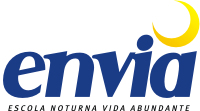 envia
ESCOLA NOTURNA VIDA ABUNDANTE